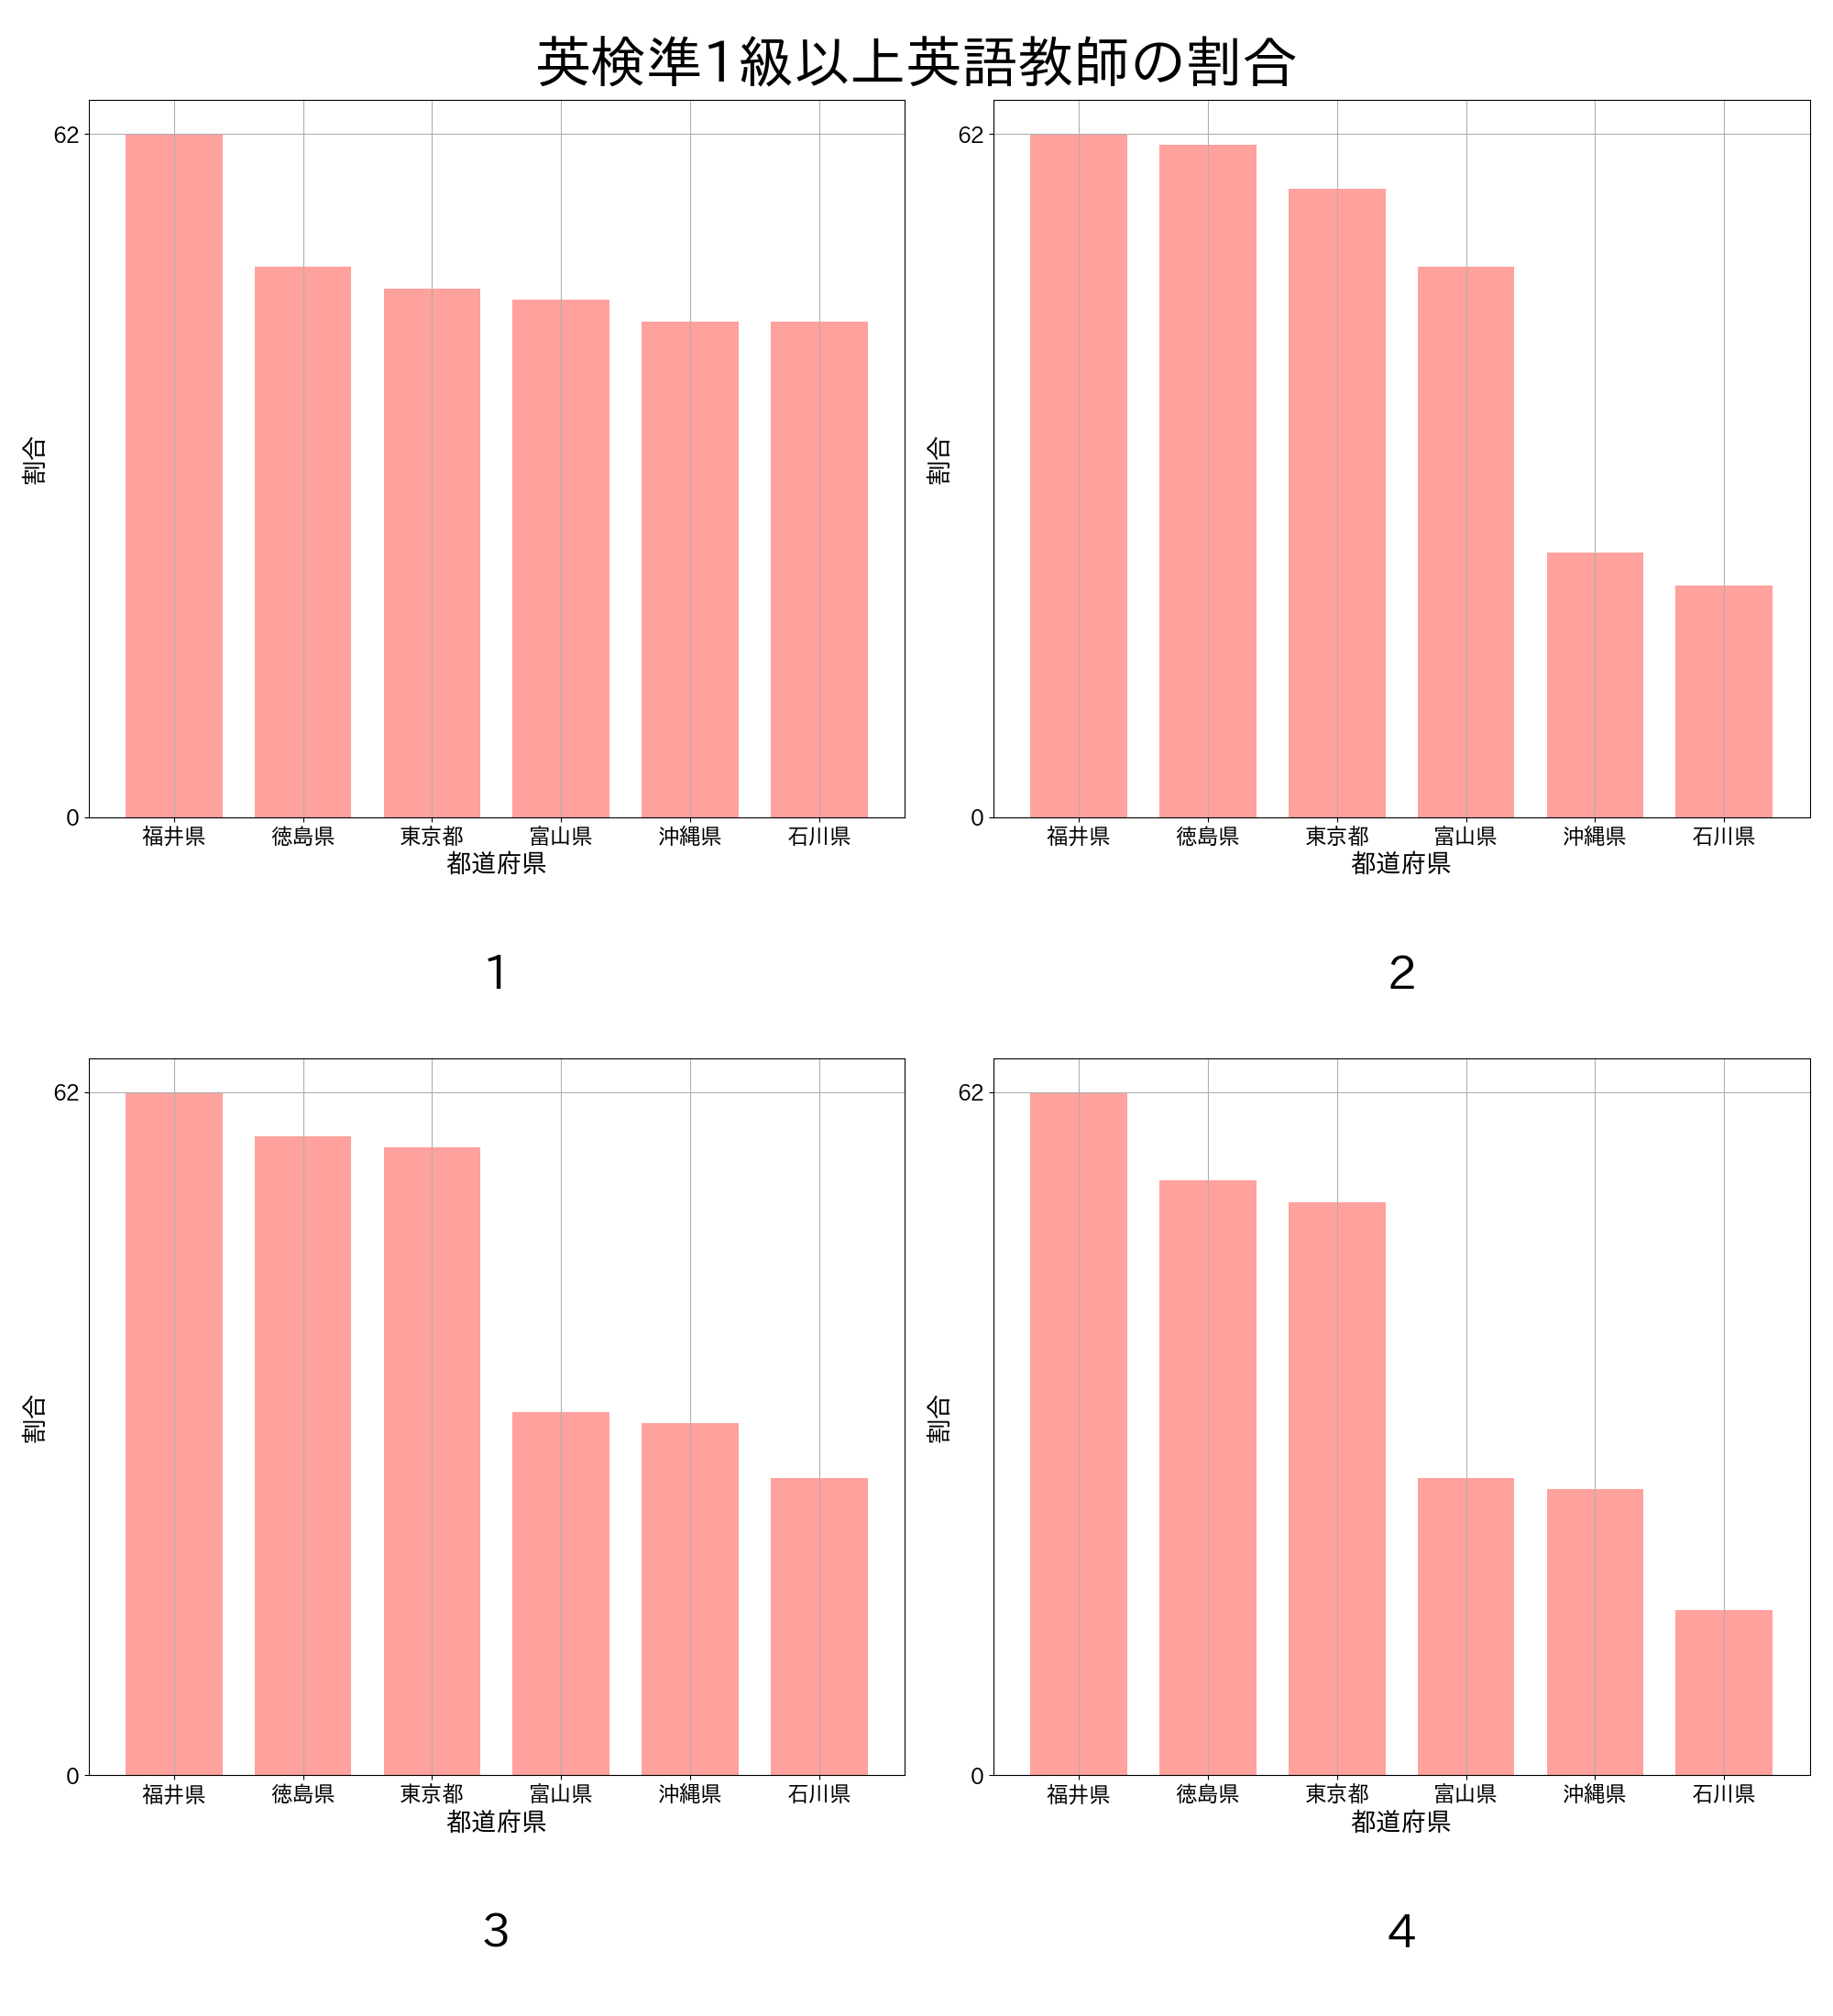 英検準1級以上英語教師の割合
62
0
割合
福井県 徳島県 東京都 富山県 沖縄県 石川県
都道府県
1
62
0
割合
福井県 徳島県 東京都 富山県 沖縄県 石川県
都道府県
2
62
0
割合
福井県 徳島県 東京都 富山県 沖縄県 石川県
都道府県
3
62
0
割合
福井県 徳島県 東京都 富山県 沖縄県 石川県
都道府県
4